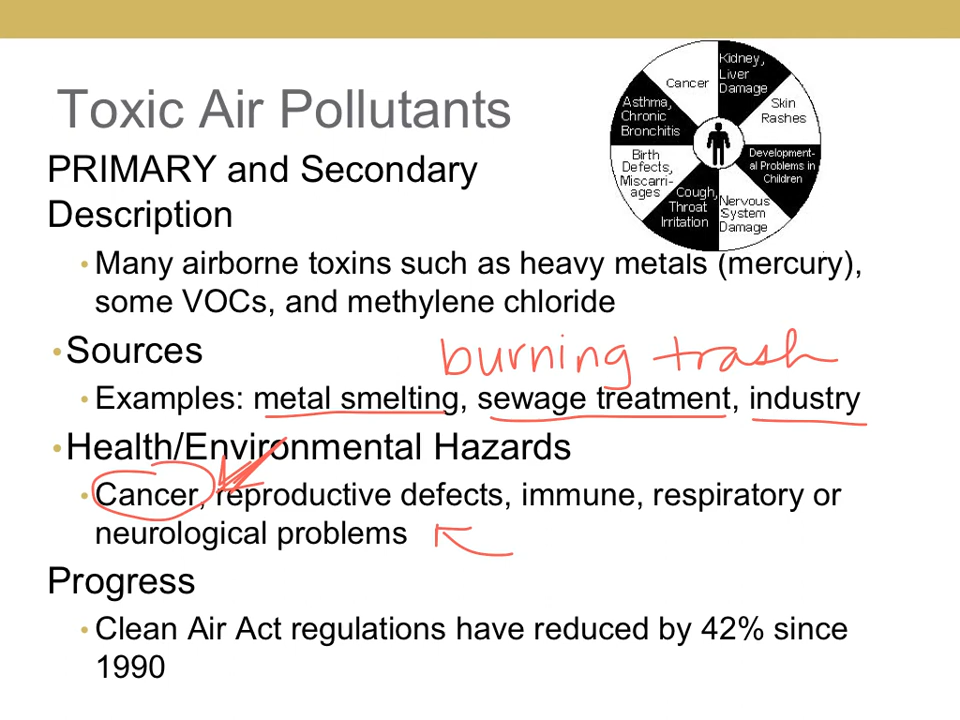 Toxic Air Pollutants
PRIMARY and Secondary
Description
• Many airborne toxins such as heavy metals (mercury),
some VOCs, and methylene chloride
• Sources
burning trash
• Examples: metal smelting, sewage treatment, industry
• Health/Environmental Hazards
• Cancer, reproductive defects, immune, respiratory or
neurological problems
Progress
• Clean Air Act regulations have reduced by 42% since
1990
Kidney,
Liver
Damage
Skin
Rashes
Development-
al Problems in
Children
Nervous
System
Damage
Cough,
Throat
Irritation
Birth
Defects,
Miscarri-
ages
Asthma,
Chronic
Bronchitis
Cancer